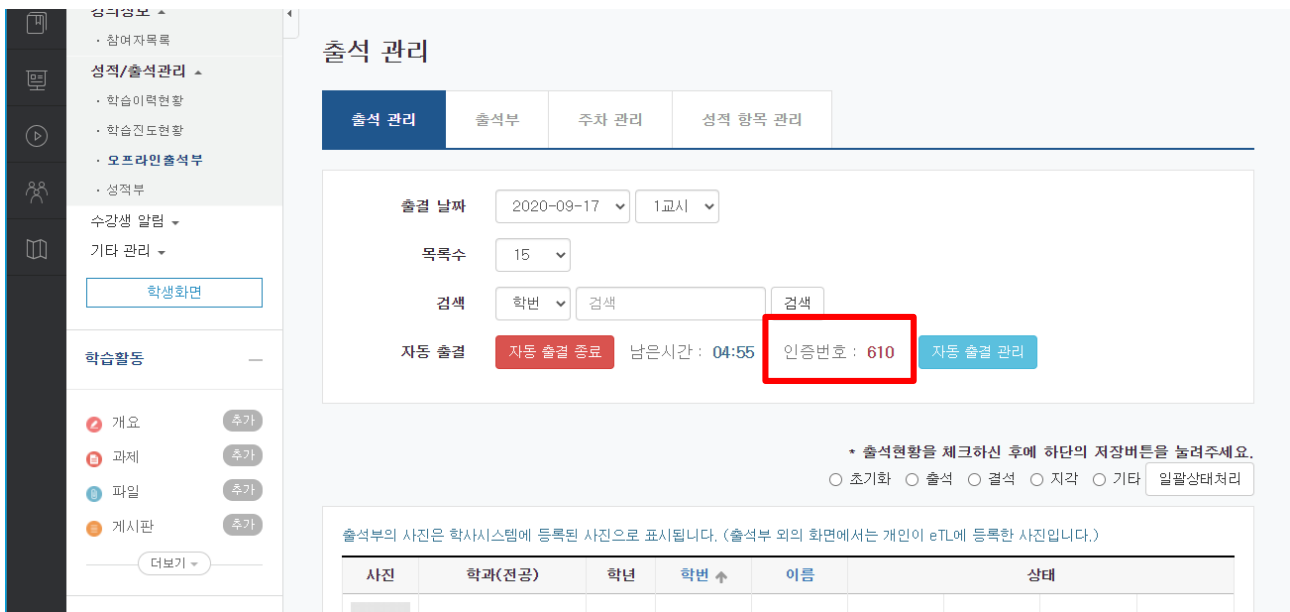 강의정보
· 참여자목록
성적/출석관리
· 학습이력현황
· 학습진도현황
· 오프라인출석부
· 성적부
수강생 알림
기타 관리
학생화면
학습활동
개요 추가
과제 추가
파일 추가
게시판 추가
더보기
출석 관리
출석 관리 출석부 주차 관리 성적 항목 관리
출결 날짜 2020-09-17 1교시
목록수 15
검색 학번 검색 검색
자동 출결 자동 출결 종료 남은시간 : 04:55 인증번호 : 610 자동 출결 관리
* 출석현황을 체크하신 후에 하단의 저장버튼을 눌러주세요.
초기화 출석 결석 지각 기타 일괄상태처리
출석부의 사진은 학사시스템에 등록된 사진으로 표시됩니다. (출석부 외의 화면에서는 개인이 eTL에 등록한 사진입니다.)
사진 학과(전공) 학년 학번 이름 상태